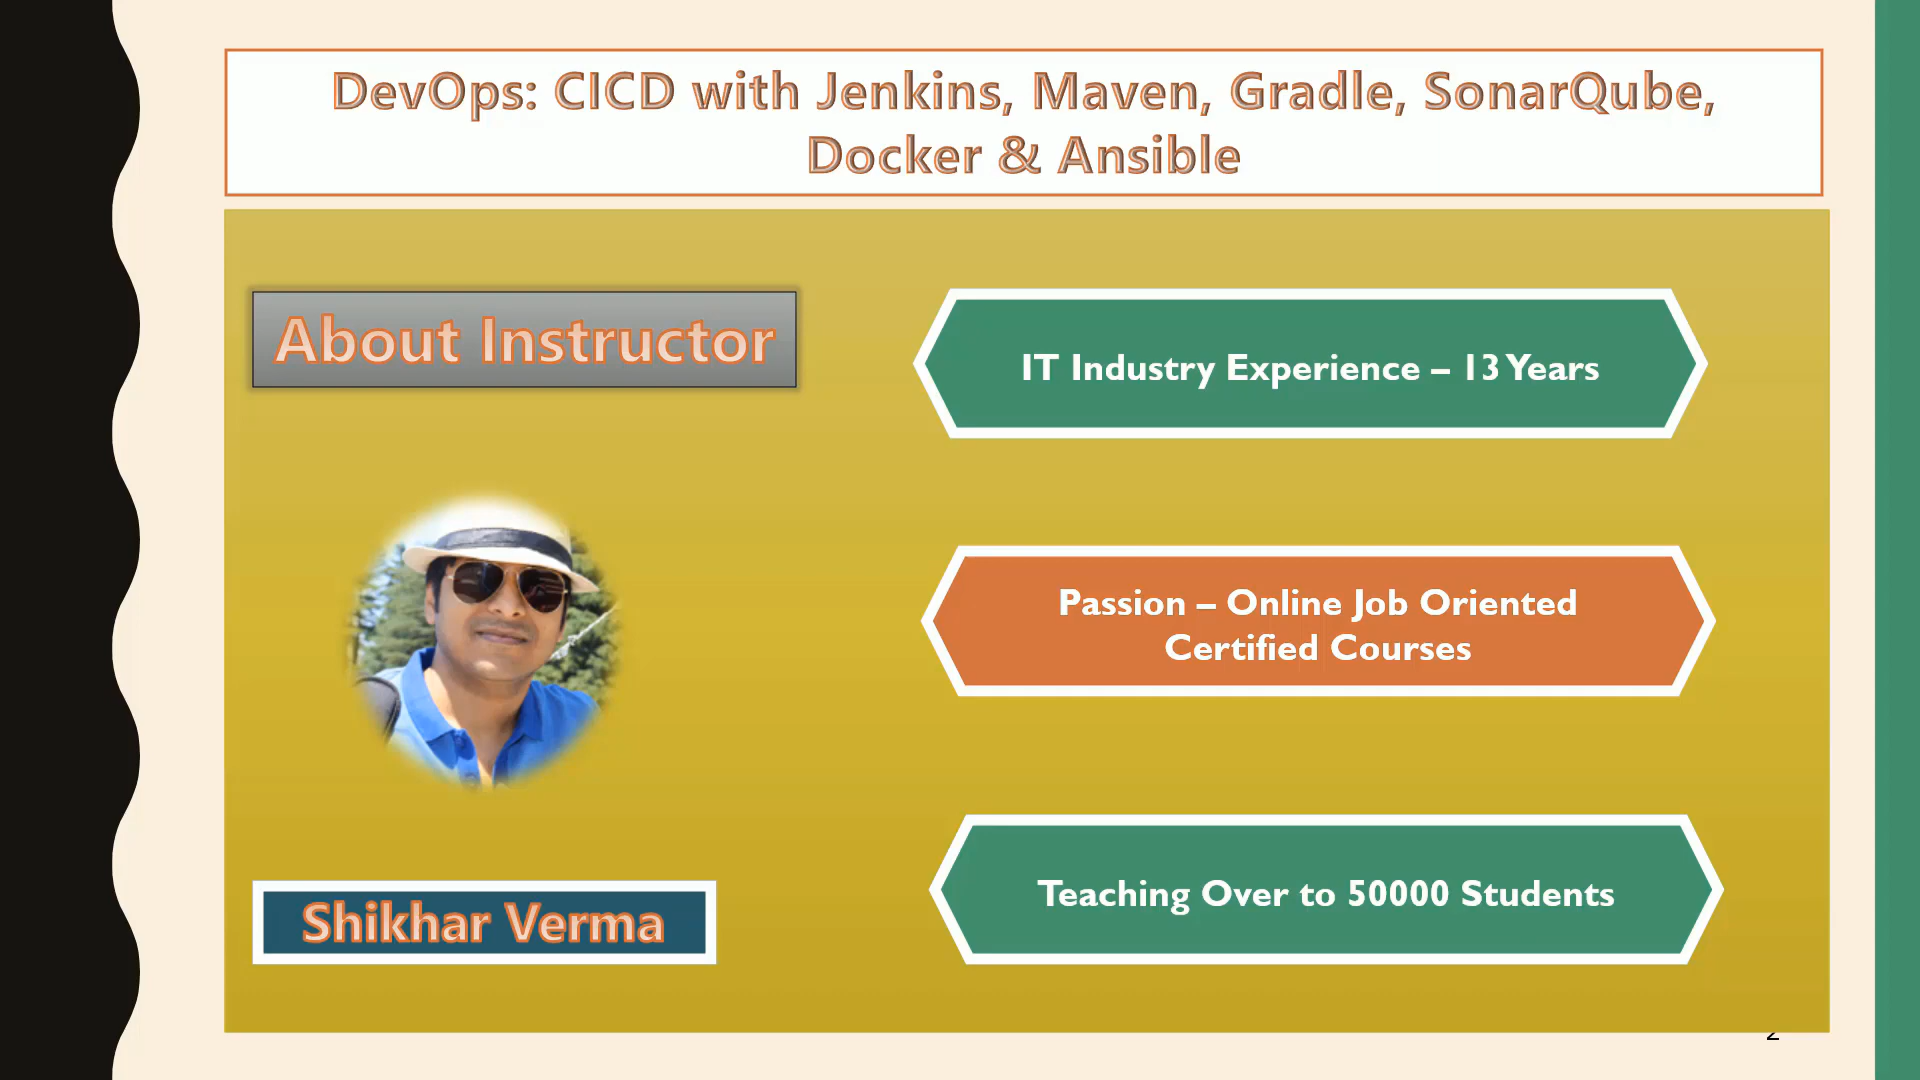 DevOps: CICD with Jenkins, Maven, Gradle, SonarQube,
Docker & Ansible
About Instructor
IT Industry Experience – 13 Years
Passion – Online Job Oriented
Certified Courses
Shikhar Verma
Teaching Over to 50000 Students
2